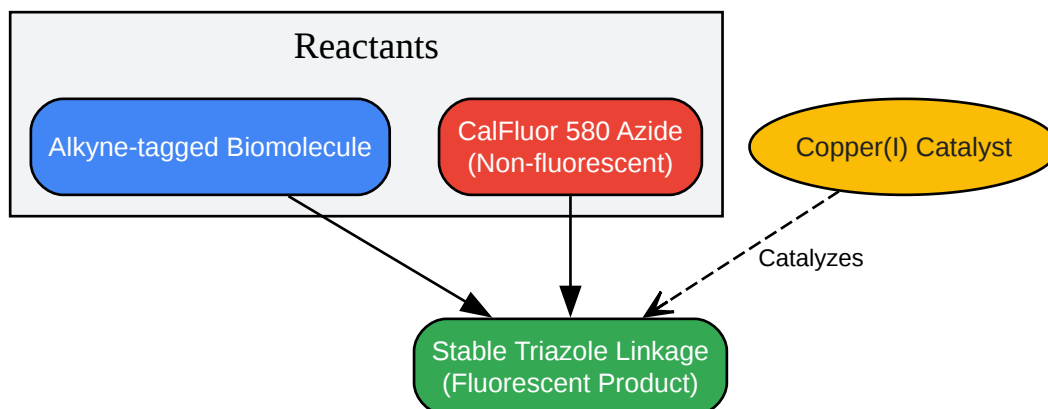 Reactants
Alkyne-tagged Biomolecule
CalFluor 580 Azide
(Non-fluorescent)
Copper(I) Catalyst
Catalyzes
Stable Triazole Linkage
(Fluorescent Product)